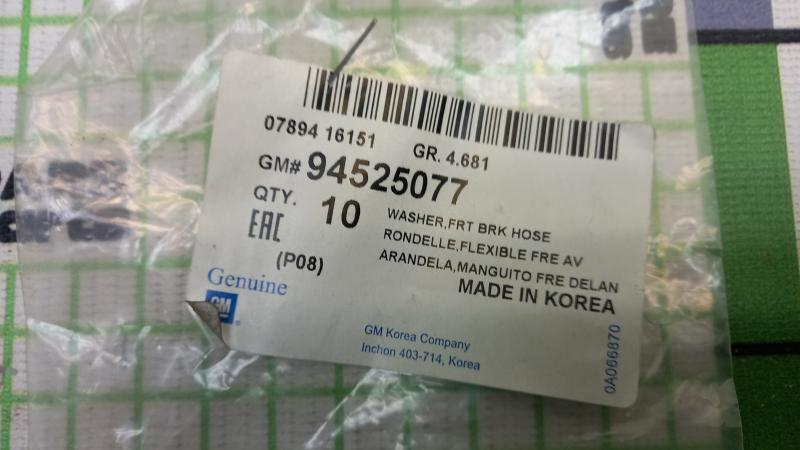 07894 16151 GR. 4.681
GM# 94525077
QTY. 10
WASHER,FRT BRK HOSE
RONDELLE,FLEXIBLE FRE AV
ARANDELA,MANGUITO FRE DELAN
MADE IN KOREA
EAC
(P08)
Genuine
GM
GM Korea Company
Inchon 403-714, Korea
0A066870